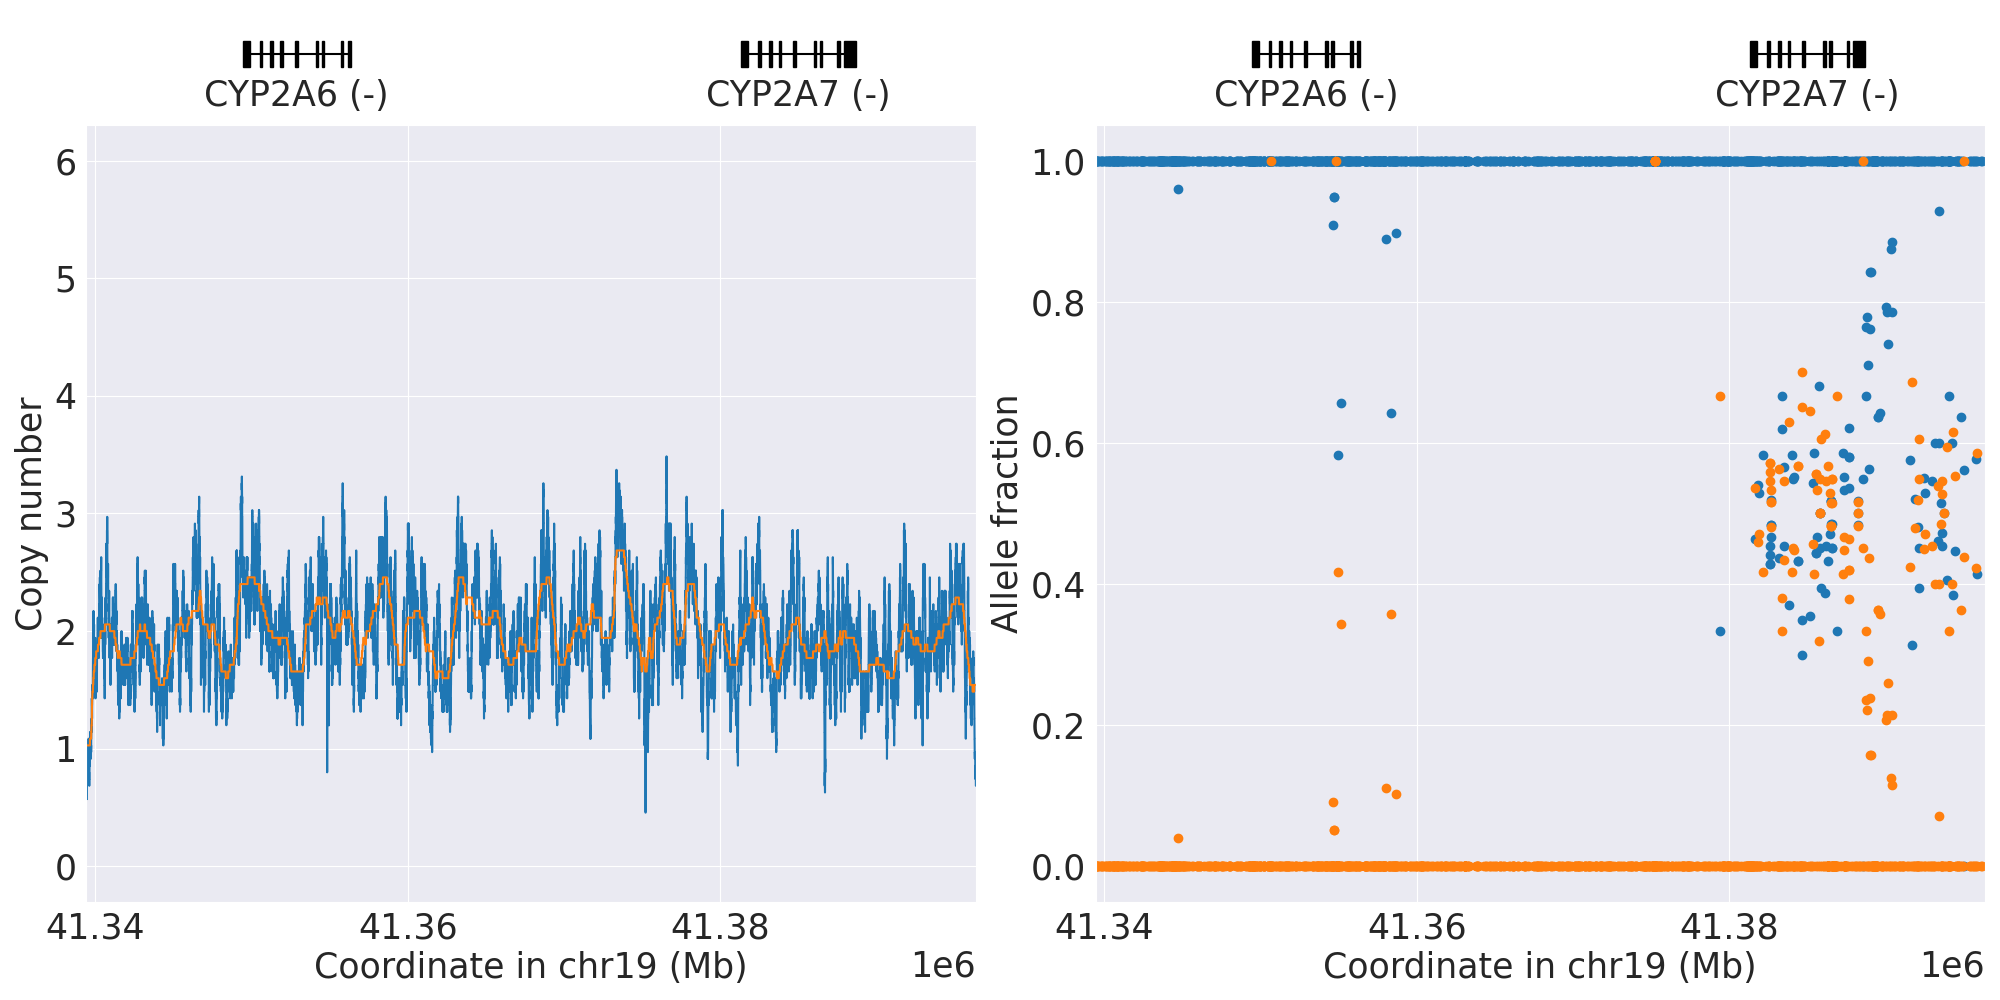 CYP2A6 (-) CYP2A7 (-)
CYP2A6 (-) CYP2A7 (-)
6
5
4
3
2
1
0
Copy number
41.34 41.36 41.38
Coordinate in chr19 (Mb) 1e6
1.0
0.8
0.6
0.4
0.2
0.0
Allele fraction
41.34 41.36 41.38
Coordinate in chr19 (Mb) 1e6